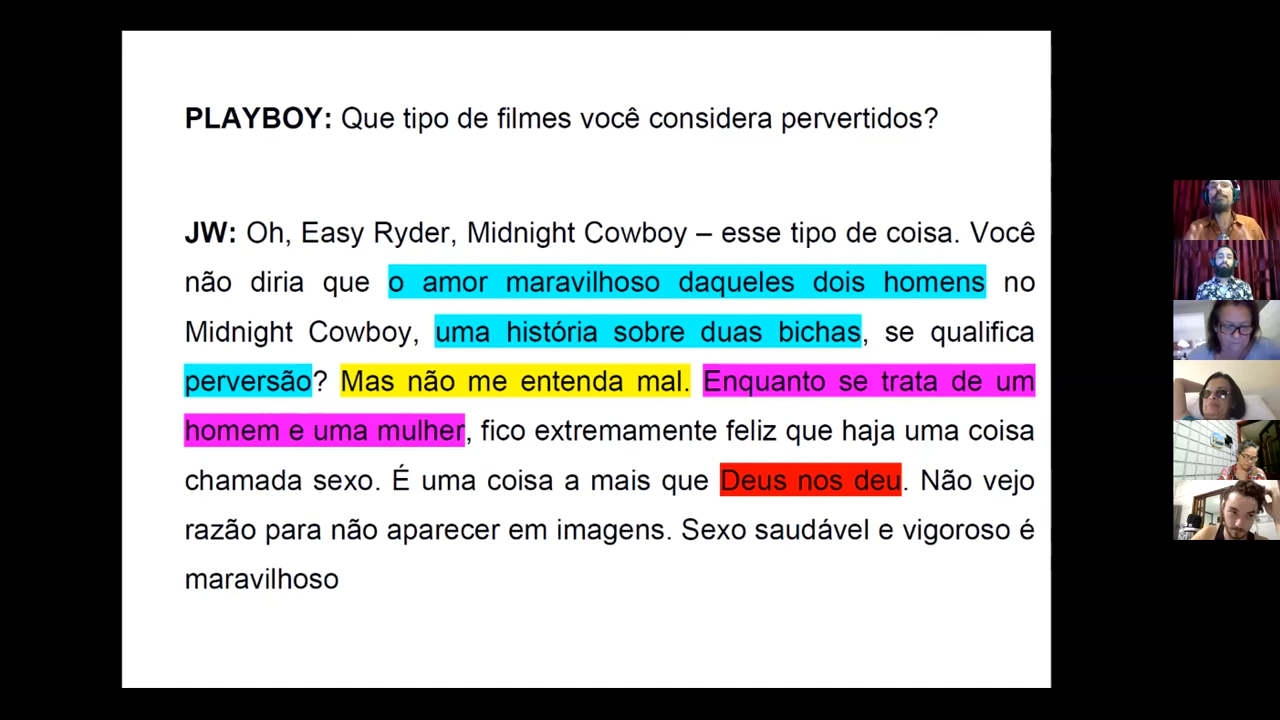 PLAYBOY: Que tipo de filmes você considera pervertidos?
JW: Oh, Easy Ryder, Midnight Cowboy – esse tipo de coisa. Você
não diria que o amor maravilhoso daqueles dois homens no
Midnight Cowboy, uma história sobre duas bichas, se qualifica
perversão? Mas não me entenda mal. Enquanto se trata de um
homem e uma mulher, fico extremamente feliz que haja uma coisa
chamada sexo. É uma coisa a mais que Deus nos deu. Não vejo
razão para não aparecer em imagens. Sexo saudável e vigoroso é
maravilhoso